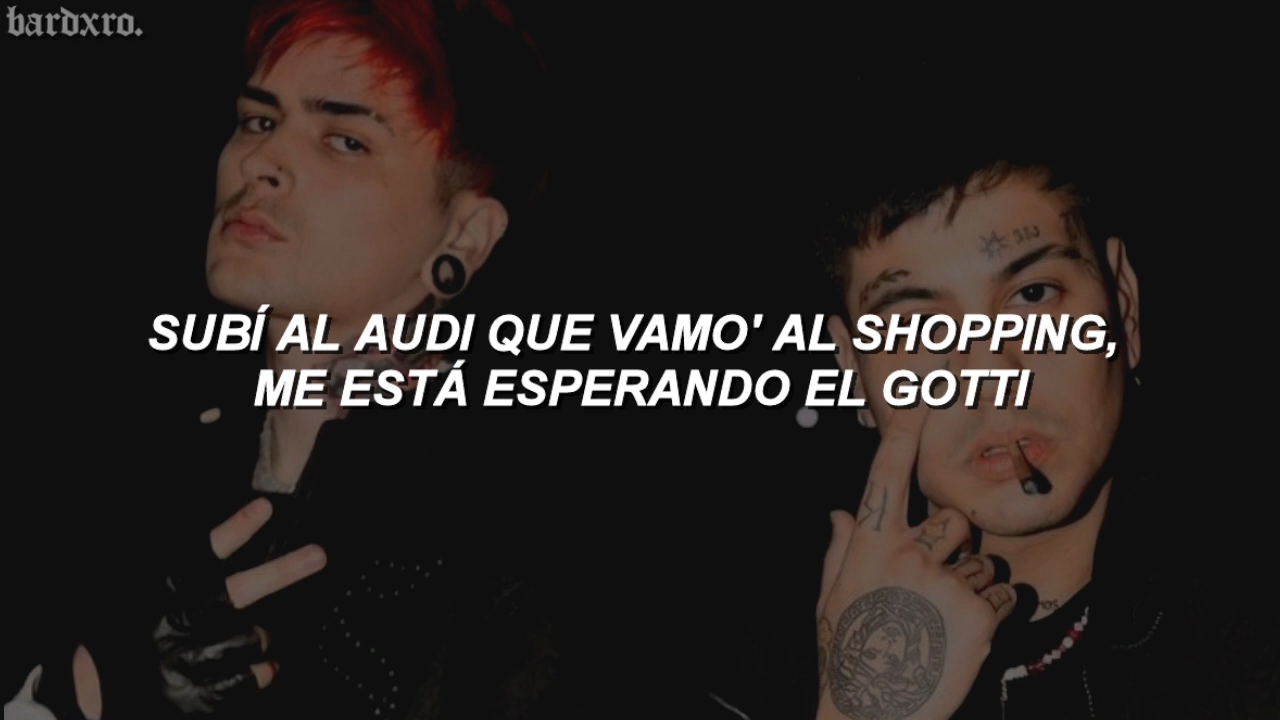 bardxro.
SUBÍ AL AUDI QUE VAMO' AL SHOPPING,
ME ESTÁ ESPERANDO EL GOTTI